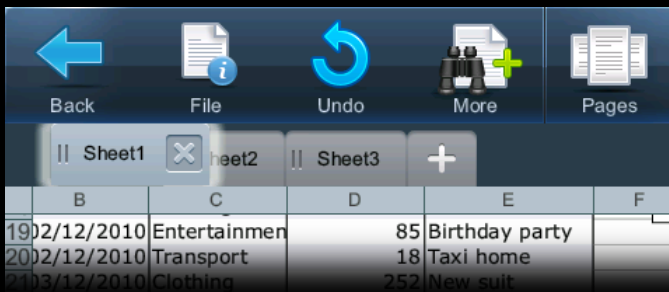 Back File Undo More Pages
Sheet1 heet2 Sheet3
B C D E F
19 02/12/2010 Entertainmen 85 Birthday party
20 02/12/2010 Transport 18 Taxi home
21 03/12/2010 Clothing 252 New suit